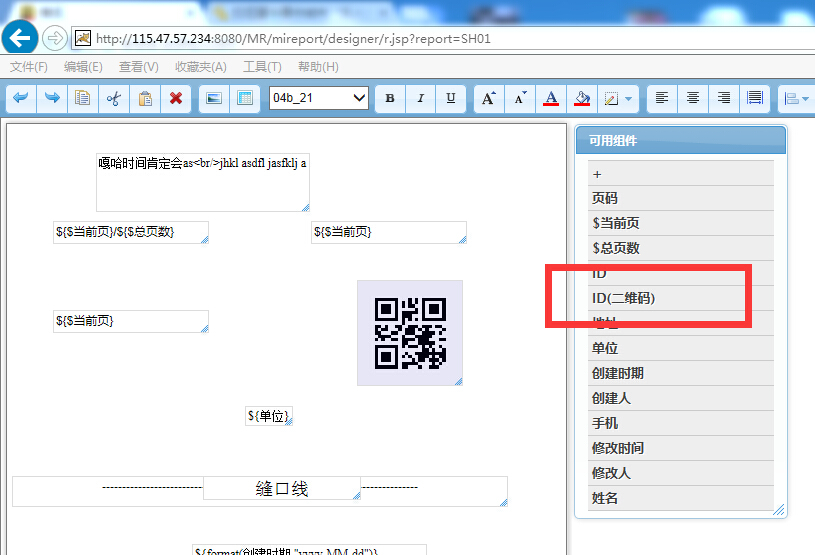 http://115.47.57.234:8080/MR/mireport/designer/r.jsp?report=SH01
文件(F) 编辑(E) 查看(V) 收藏夹(A) 工具(T) 帮助(H)
04b_21 B I U A A A
可用组件
嘎哈时间肯定会as<br/>jhkl asdfl jasfklj a
+
页码
${$当前页}/${$总页数} ${$当前页}
$当前页
$总页数
ID
ID(二维码)
${$当前页}
地址
单位
创建时期
创建人
${单位}
手机
修改时间
修改人
缝口线
姓名
${format(创建时期,"yyyy-MM-dd")}